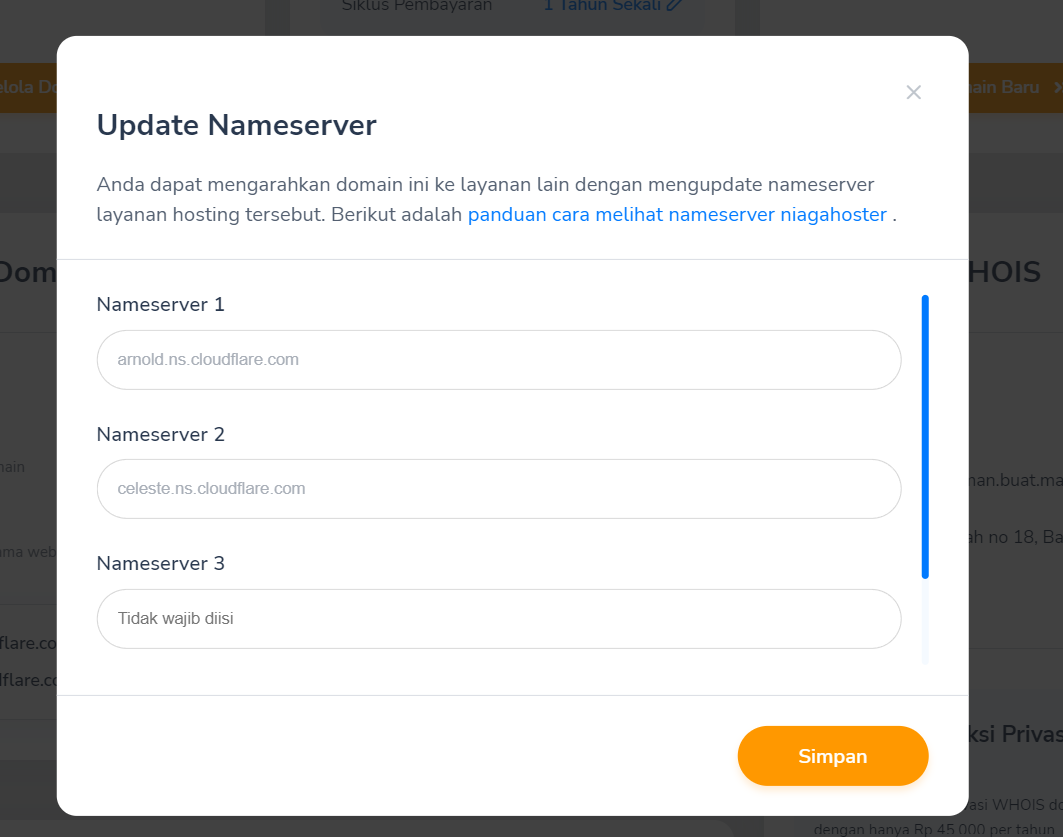 Siklus Pembayaran 1 Tahun Sekali
ain Baru
Update Nameserver
Anda dapat mengarahkan domain ini ke layanan lain dengan mengupdate nameserver
layanan hosting tersebut. Berikut adalah panduan cara melihat nameserver niagahoster .
Dom
HOIS
Nameserver 1
arnold.ns.cloudflare.com
Nameserver 2
celeste.ns.cloudflare.com
main
man.buat.ma
ah no 18, Ba
ama web
Nameserver 3
Tidak wajib diisi
flare.co
dflare.co
ksi Privas
Simpan
asi WHOIS do
dengan hanya Rp 45.000 per tahun